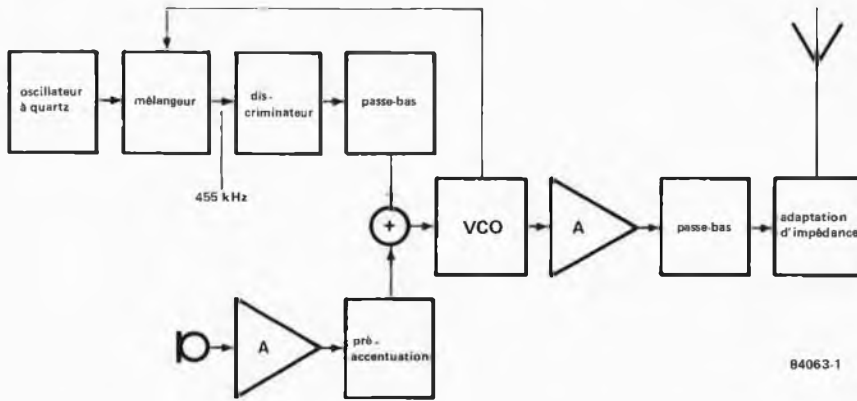 oscillateur
à quartz
mélangeur
dis-
criminateur
passe-bas
455 kHz
+
VCO
A
passe-bas
adaptation
d'impédance
A
pré-
accentuation
84063-1